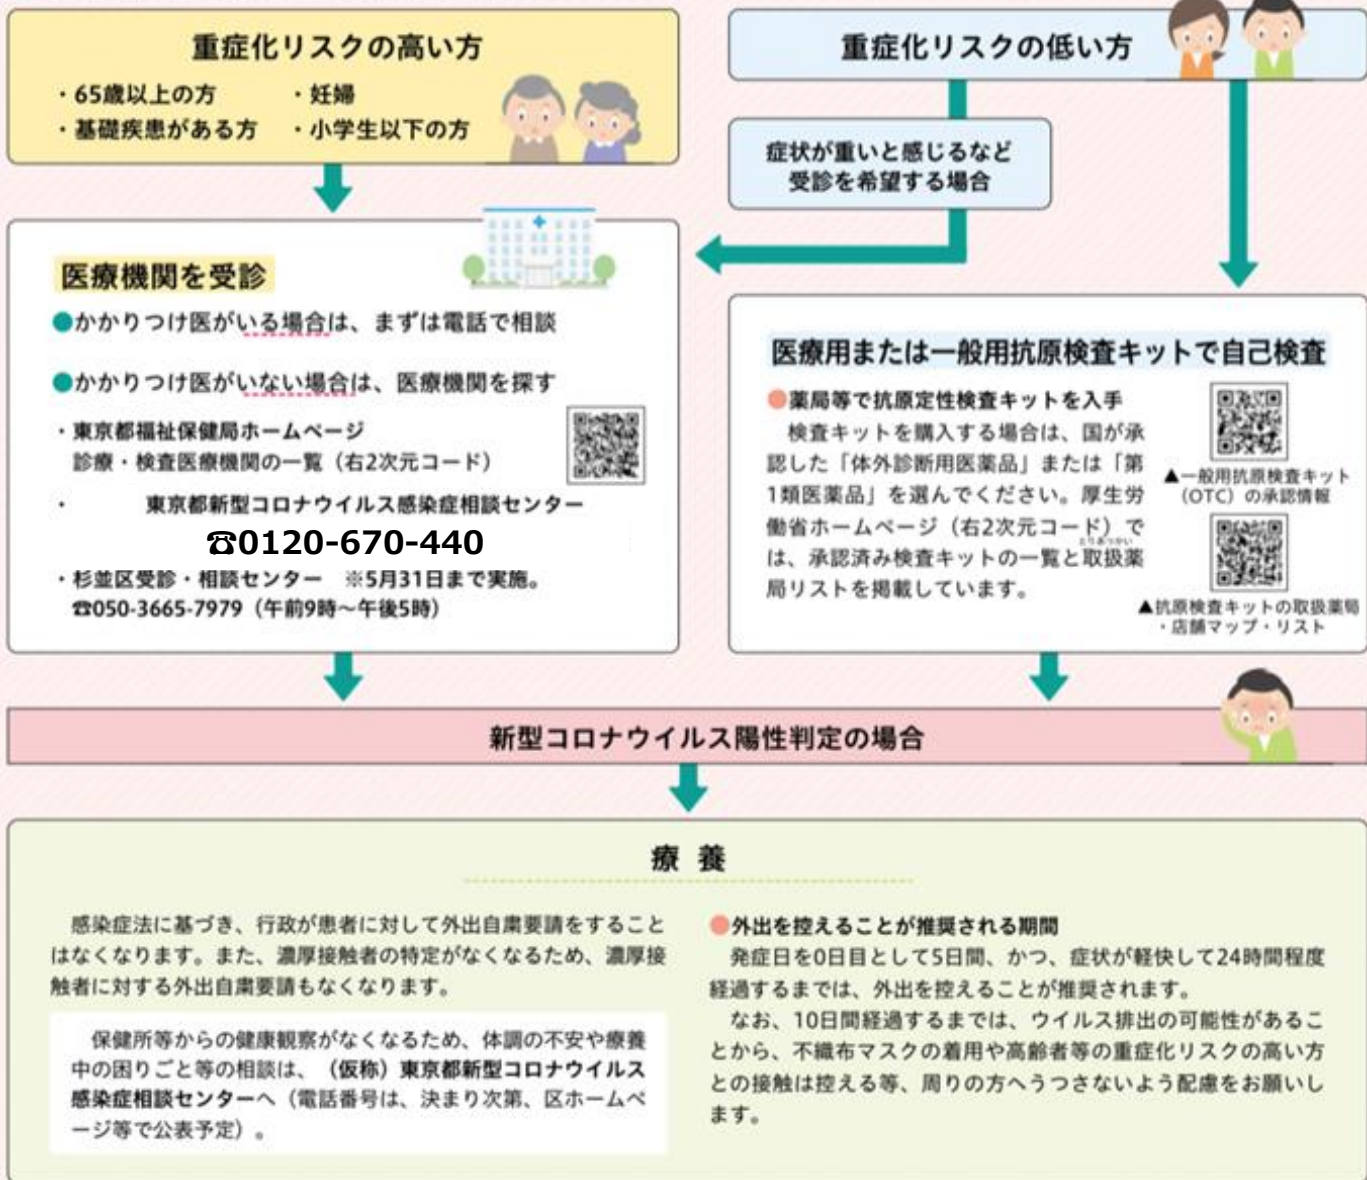 重症化リスクの高い方
・65歳以上の方 ・妊婦
・基礎疾患がある方 ・小学生以下の方
重症化リスクの低い方
症状が重いと感じるなど
受診を希望する場合
医療機関を受診
●かかりつけ医がいる場合は、まずは電話で相談
●かかりつけ医がいない場合は、医療機関を探す
・東京都福祉保健局ホームページ
診療・検査医療機関の一覧（右2次元コード）
・ 東京都新型コロナウイルス感染症相談センター
☎0120-670-440
・杉並区受診・相談センター ※5月31日まで実施。
☎050-3665-7979（午前9時～午後5時）
医療用または一般用抗原検査キットで自己検査
●薬局等で抗原定性検査キットを入手
検査キットを購入する場合は、国が承
認した「体外診断用医薬品」または「第
1類医薬品」を選んでください。厚生労
働省ホームページ（右2次元コード）で
とりあつかい
は、承認済み検査キットの一覧と取扱薬
局リストを掲載しています。
▲一般用抗原検査キット
（OTC）の承認情報
▲抗原検査キットの取扱薬局
・店舗マップ・リスト
新型コロナウイルス陽性判定の場合
療 養
感染症法に基づき、行政が患者に対して外出自粛要請をすること
はなくなります。また、濃厚接触者の特定がなくなるため、濃厚接
触者に対する外出自粛要請もなくなります。
保健所等からの健康観察がなくなるため、体調の不安や療養
中の困りごと等の相談は、（仮称）東京都新型コロナウイルス
感染症相談センターへ（電話番号は、決まり次第、区ホームペ
ージ等で公表予定）。
●外出を控えることが推奨される期間
発症日を0日目として5日間、かつ、症状が軽快して24時間程度
経過するまでは、外出を控えることが推奨されます。
なお、10日間経過するまでは、ウイルス排出の可能性があるこ
とから、不織布マスクの着用や高齢者等の重症化リスクの高い方
との接触は控える等、周りの方へうつさないよう配慮をお願いし
ます。